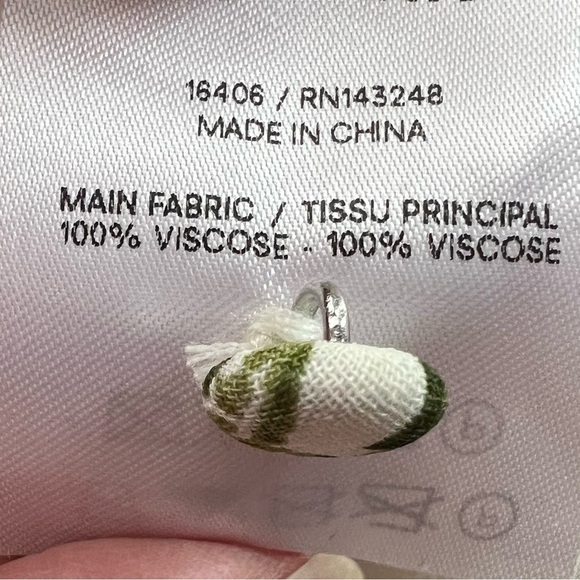 16406 / RN143248
MADE IN CHINA
MAIN FABRIC / TISSU PRINCIPAL
100% VISCOSE - 100% VISCOSE